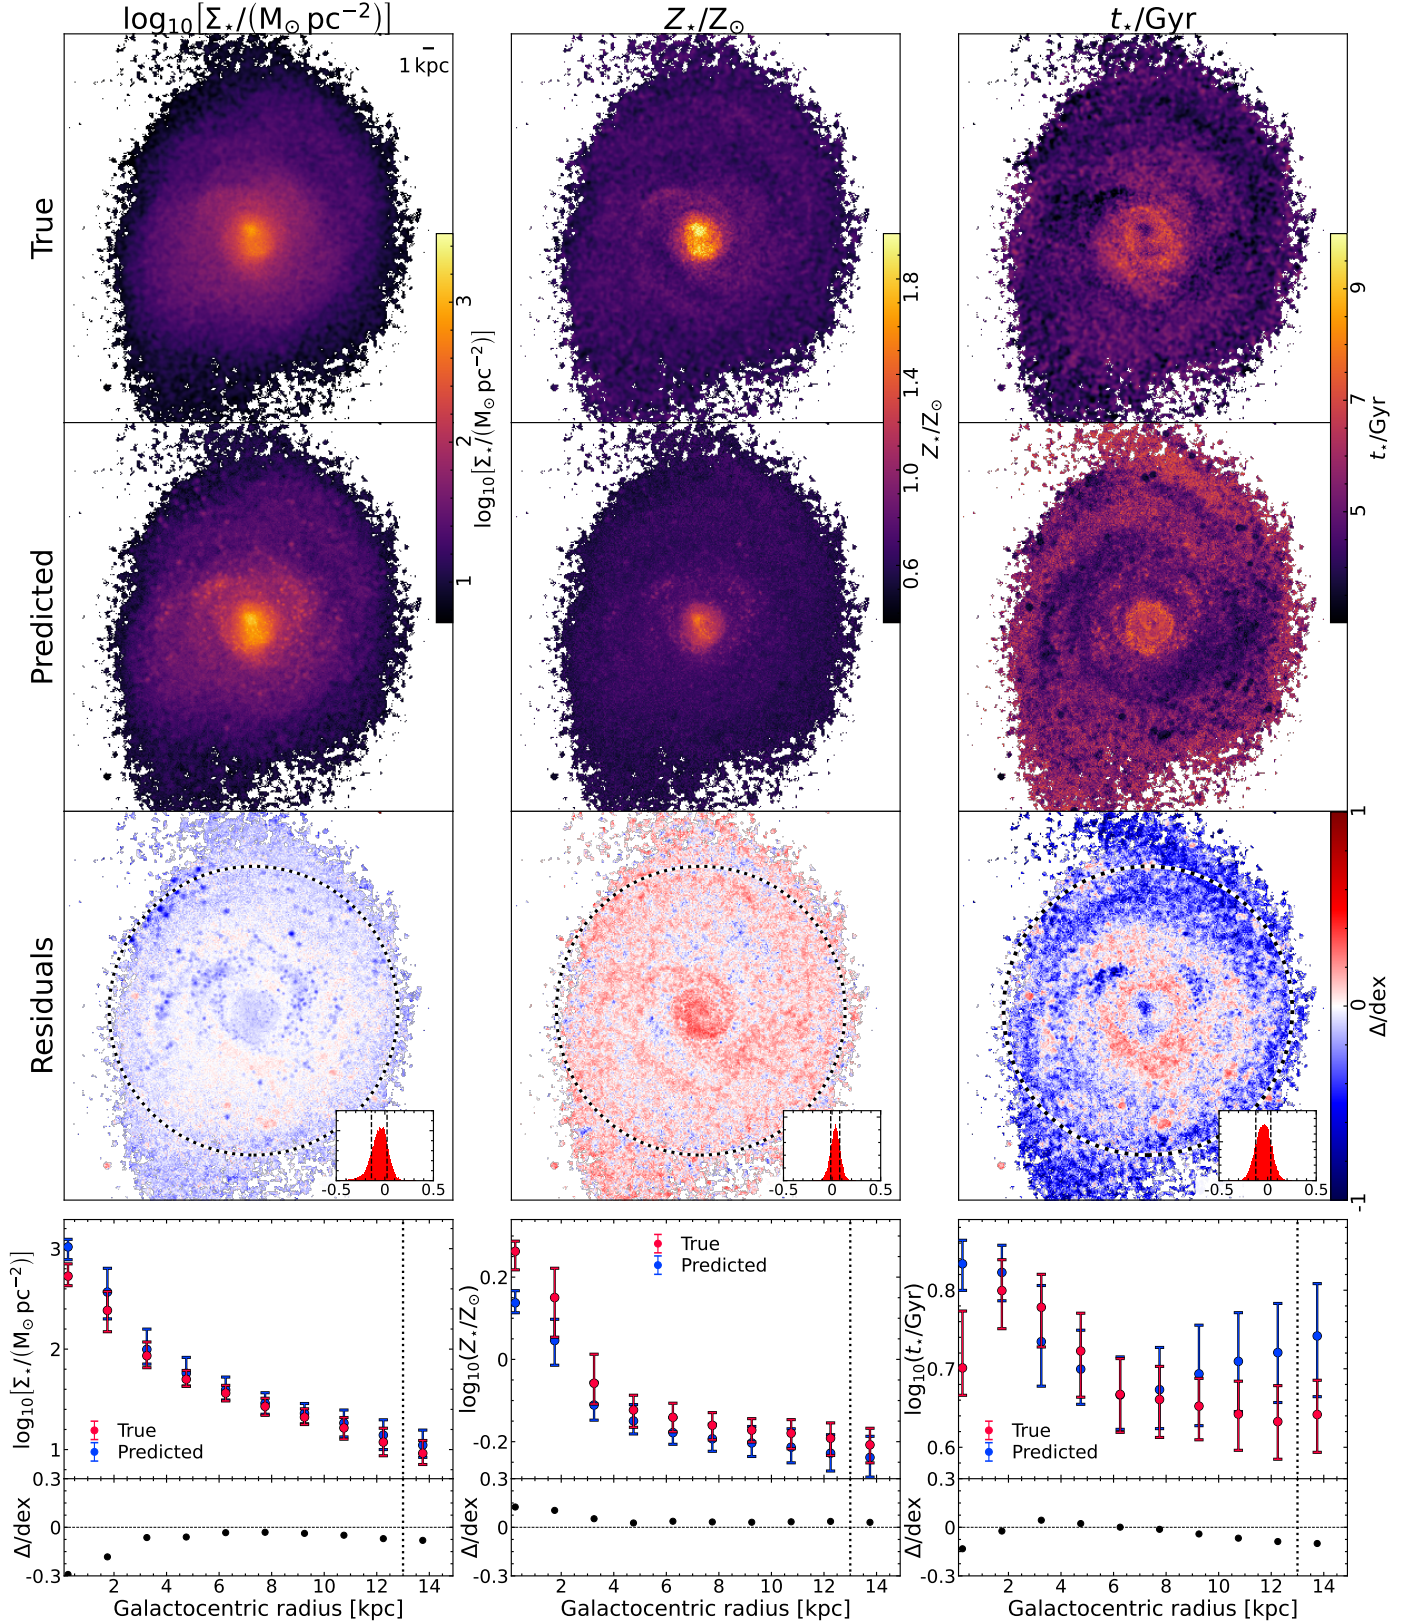 log₁₀[Σ⋆/(M⊙ pc⁻²)] Z⋆/Z⊙ t⋆/Gyr
1 kpc
True
3
2
1
log₁₀[Σ⋆/(M⊙ pc⁻²)]
1.8
1.4
1.0
0.6
Z⋆/Z⊙
9
7
5
t⋆/Gyr
Predicted
Residuals
1
0
-1
Δ/dex
-0.5 0 0.5
-0.5 0 0.5
-0.5 0 0.5
log₁₀[Σ⋆/(M⊙ pc⁻²)]
3
2
1
True
Predicted
log₁₀(Z⋆/Z⊙)
0.2
0
-0.2
True
Predicted
log₁₀(t⋆/Gyr)
0.8
0.7
0.6
True
Predicted
Δ/dex
0.3
0
-0.3
2 4 6 8 10 12 14
Galactocentric radius [kpc]
Δ/dex
0.3
0
-0.3
2 4 6 8 10 12 14
Galactocentric radius [kpc]
Δ/dex
0.3
0
-0.3
2 4 6 8 10 12 14
Galactocentric radius [kpc]